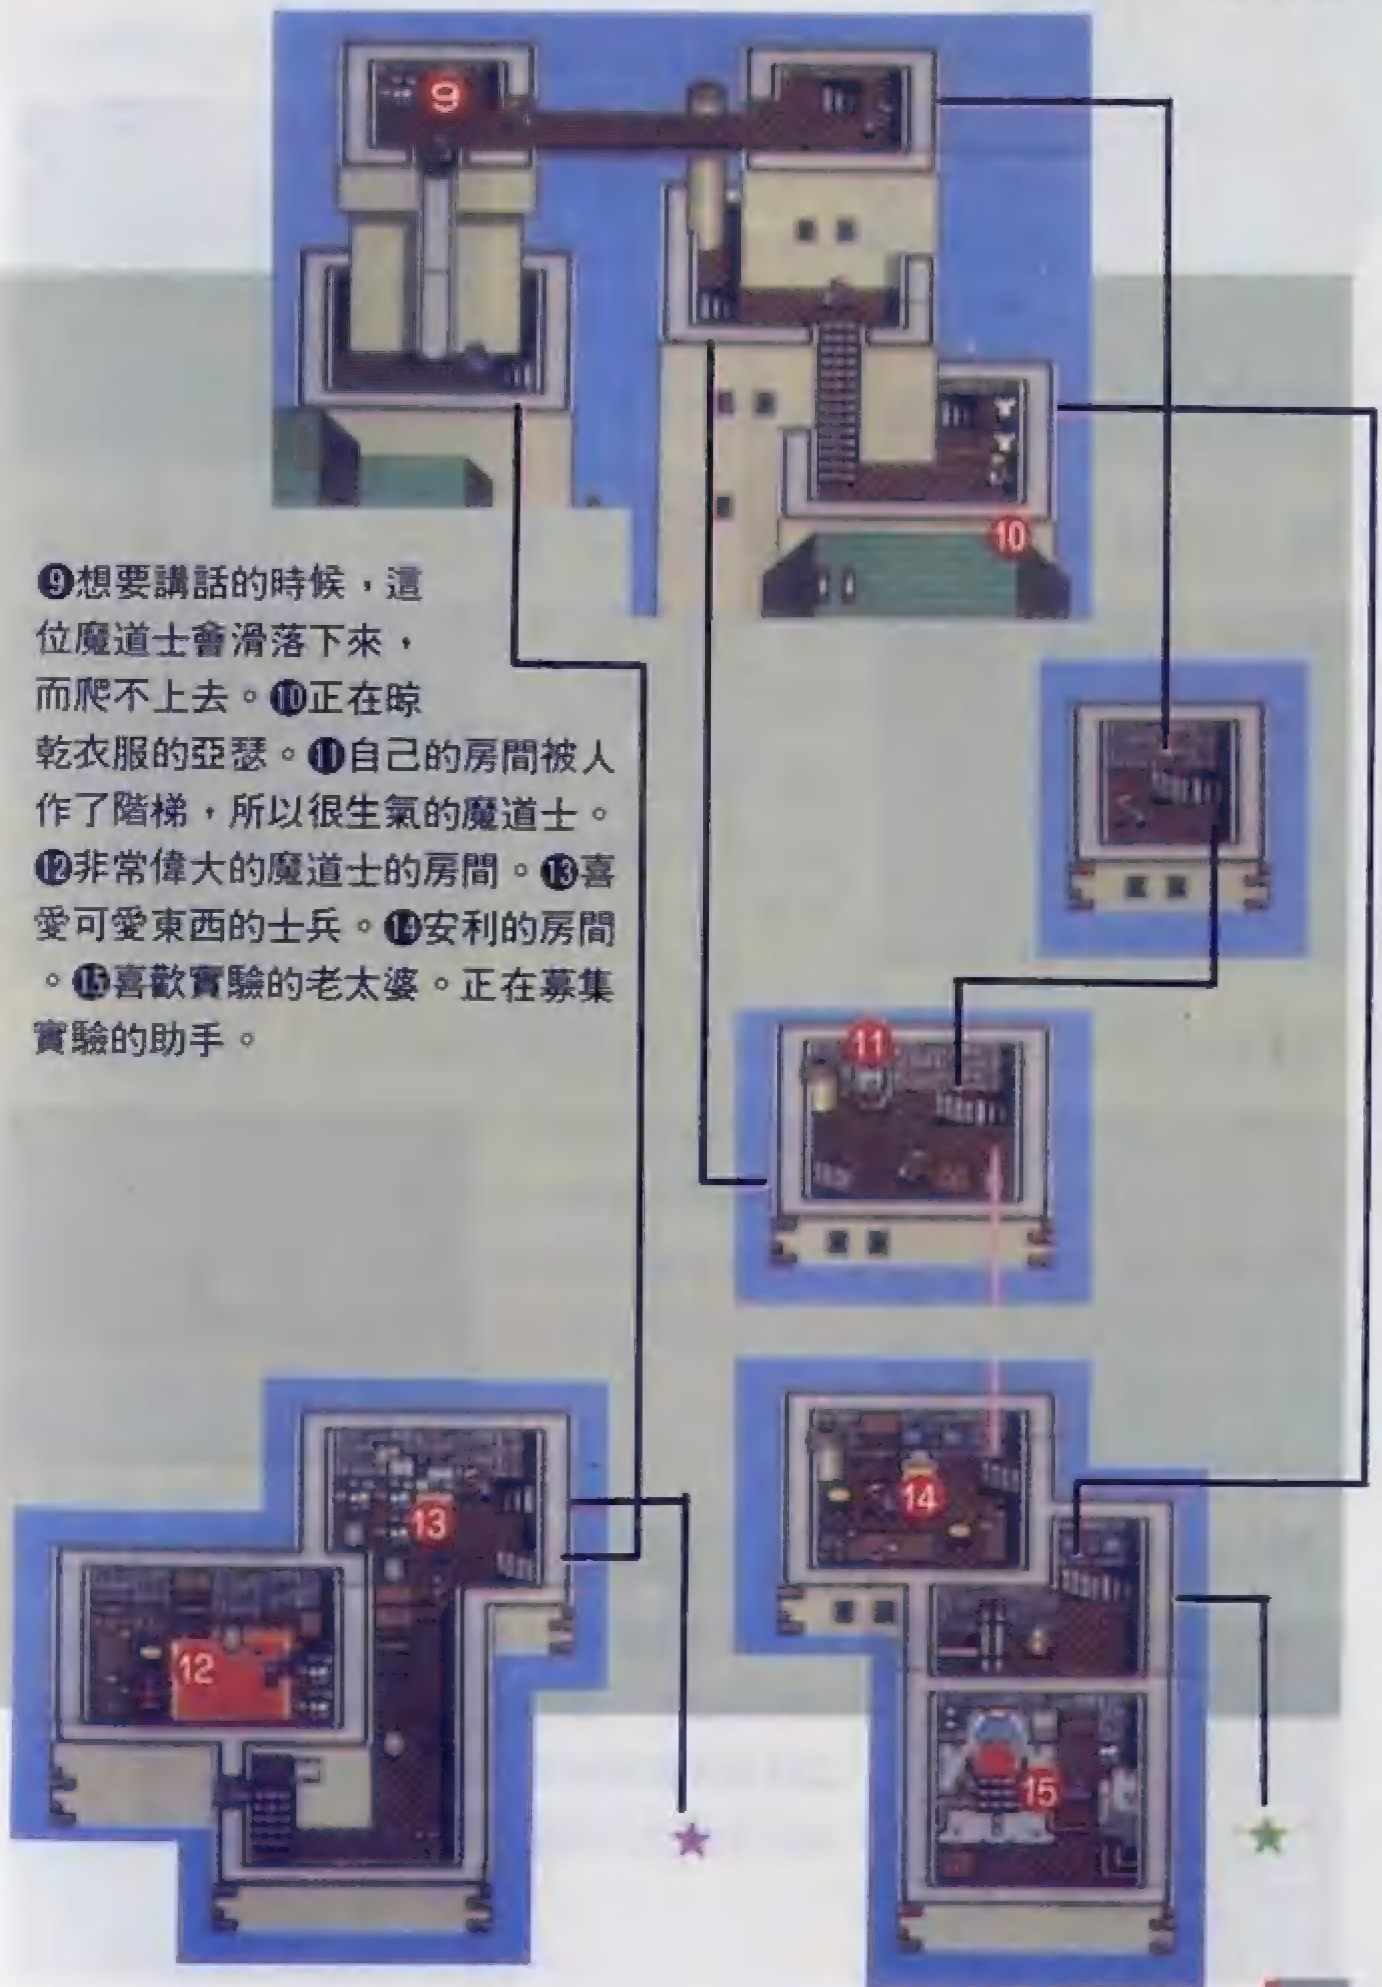 9
10
❾想要講話的時候，這
位魔道士會滑落下來，
而爬不上去。❿正在晾
乾衣服的亞瑟。⓫自己的房間被人
作了階梯，所以很生氣的魔道士。
⓬非常偉大的魔道士的房間。⓭喜
愛可愛東西的士兵。⓮安利的房間
。⓯喜歡實驗的老太婆。正在募集
實驗的助手。
11
14
13
12
15